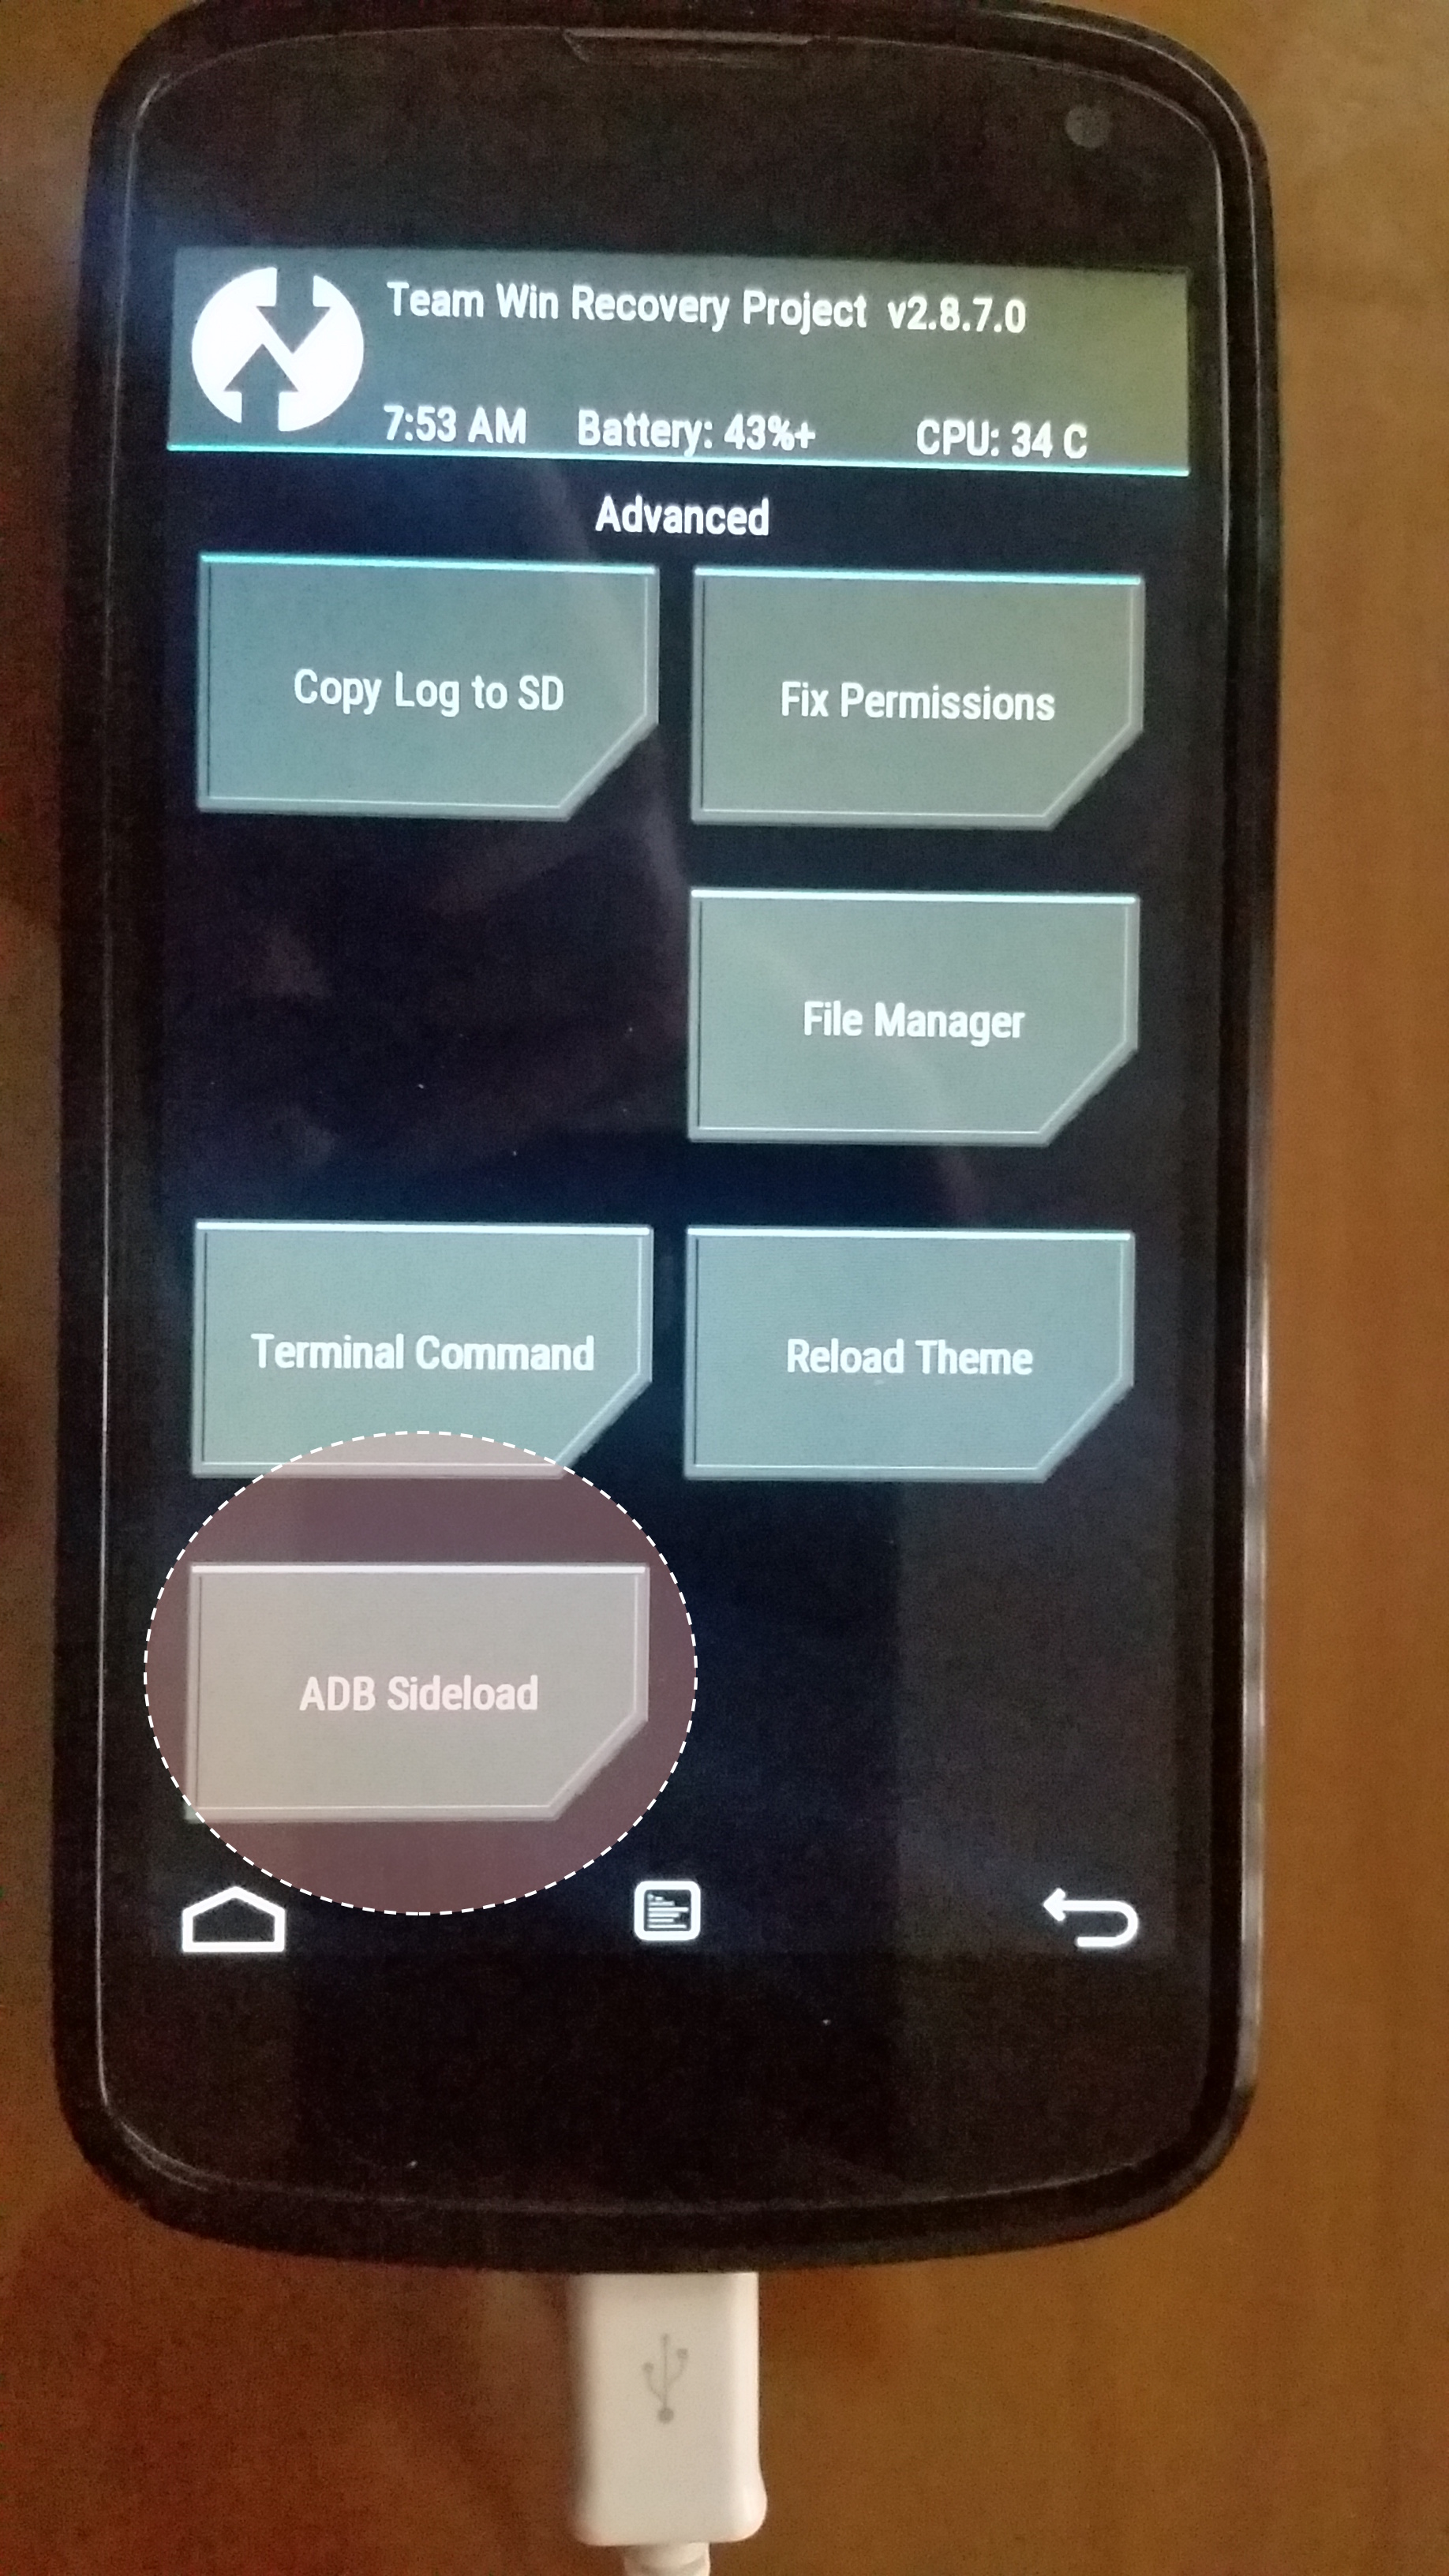 Team Win Recovery Project v2.8.7.0
7:53 AM Battery: 43%+ CPU: 34 C
Advanced
Copy Log to SD
Fix Permissions
File Manager
Terminal Command
Reload Theme
ADB Sideload